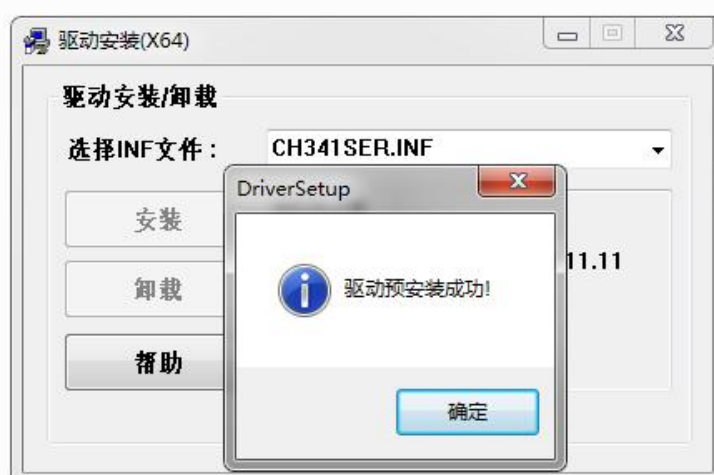 驱动安装(X64)
驱动安装/卸载
选择INF文件：
CH341SER.INF
DriverSetup
安装
11.11
驱动预安装成功!
卸载
帮助
确定